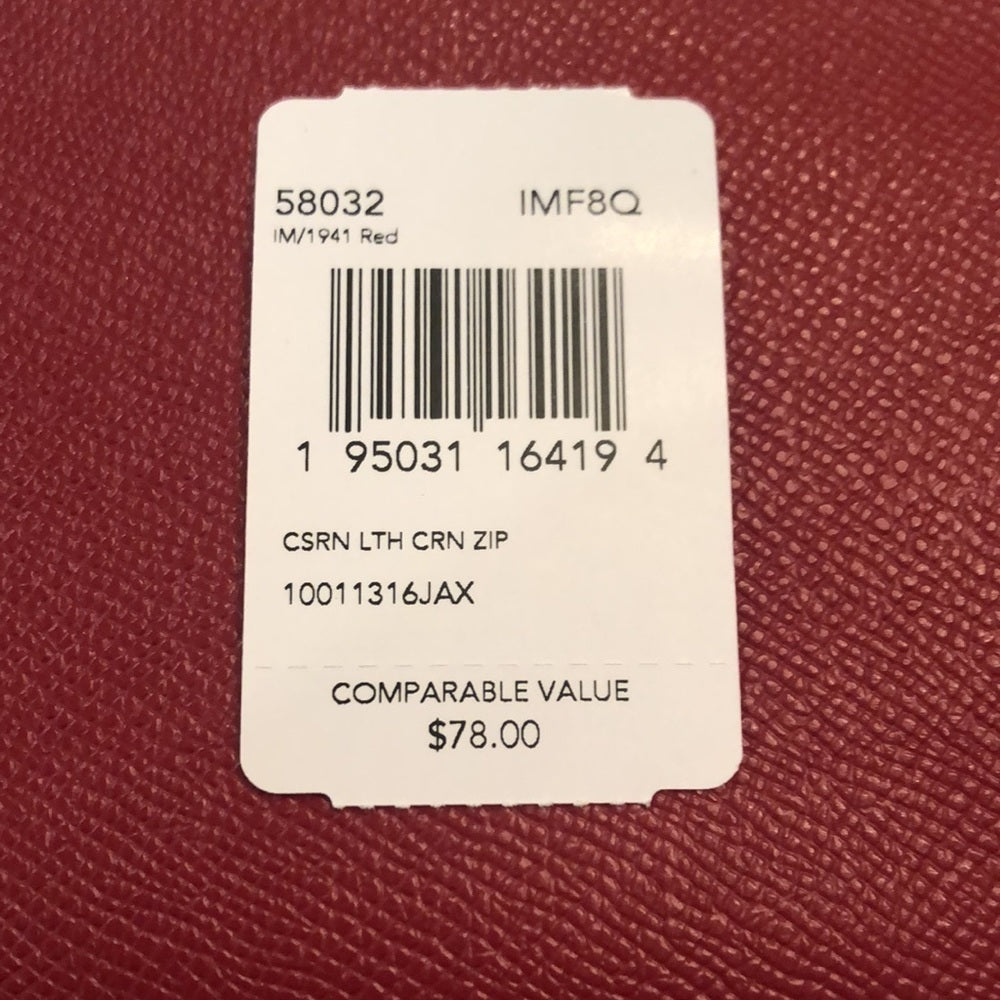 58032 IMF8Q
IM/1941 Red
1 95031 16419 4
CSRN LTH CRN ZIP
10011316JAX
COMPARABLE VALUE
$78.00